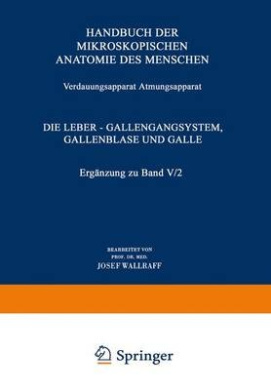 HANDBUCH DER
MIKROSKOPISCHEN
ANATOMIE DES MENSCHEN
Verdauungsapparat Atmungsapparat
DIE LEBER - GALLENGANGSYSTEM,
GALLENBLASE UND GALLE
Ergänzung zu Band V/2
BEARBEITET VON
PROF. DR. MED.
JOSEF WALLRAFF
Springer